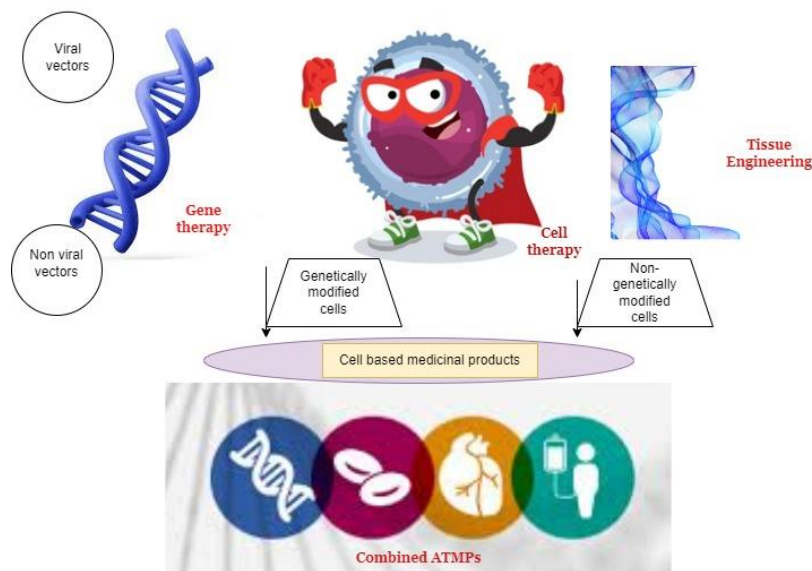 Viral
vectors
Gene
therapy
Non viral
vectors
Cell
therapy
Tissue
Engineering
Genetically
modified
cells
Non-
genetically
modified
cells
Cell based medicinal products
Combined ATMPs